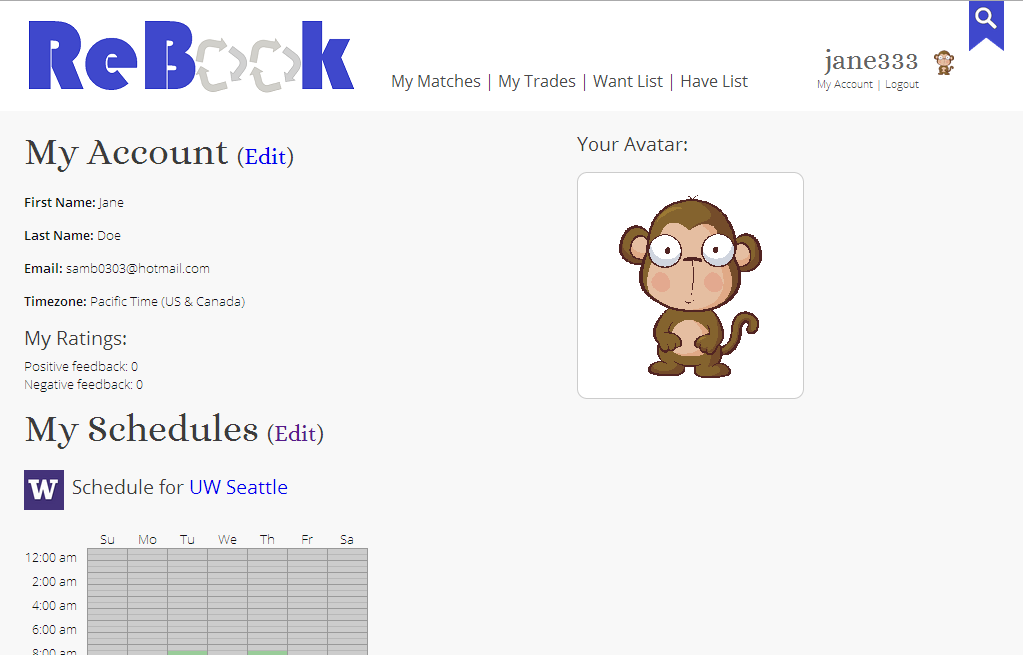 ReBook
My Matches | My Trades | Want List | Have List
jane333
My Account | Logout
My Account (Edit)
First Name: Jane
Last Name: Doe
Email: samb0303@hotmail.com
Timezone: Pacific Time (US & Canada)
My Ratings:
Positive feedback: 0
Negative feedback: 0
Your Avatar:
My Schedules (Edit)
W Schedule for UW Seattle
Su Mo Tu We Th Fr Sa
12:00 am
2:00 am
4:00 am
6:00 am
8:00 am